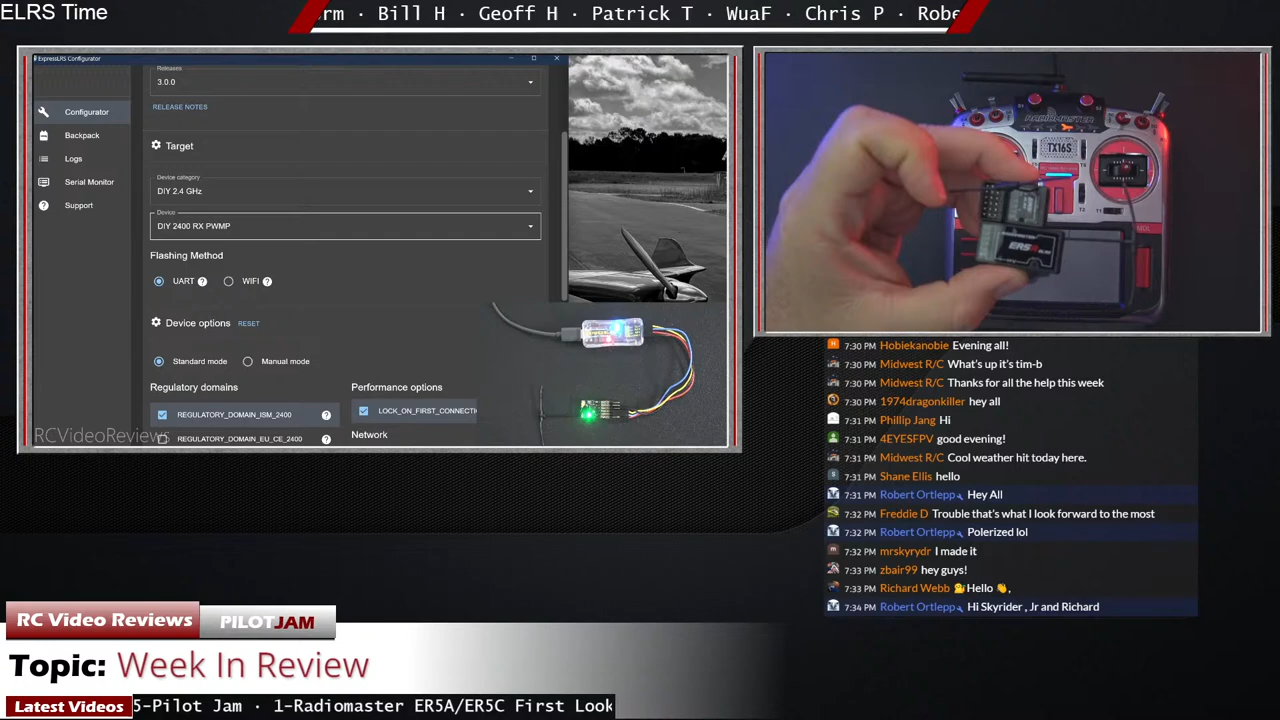 ELRS Time
rm · Bill H · Geoff H · Patrick T · WuaF · Chris P · Robe
ExpressLRS Configurator
Configurator
Backpack
Logs
Serial Monitor
Support
Releases
3.0.0
RELEASE NOTES
Target
Device category
DIY 2.4 GHz
Device
DIY 2400 RX PWMP
Flashing Method
UART
WIFI
Device options RESET
Standard mode
Manual mode
Regulatory domains
REGULATORY_DOMAIN_ISM_2400
REGULATORY_DOMAIN_EU_CE_2400
Performance options
LOCK_ON_FIRST_CONNECTI
Network
RCVideoReviews
RADIOMASTER
TX16S
7:30 PM Hobiekanobie Evening all!
7:30 PM Midwest R/C What's up it's tim-b
7:30 PM Midwest R/C Thanks for all the help this week
7:30 PM 1974dragonkiller hey all
7:31 PM Phillip Jang Hi
7:31 PM 4EYESFPV good evening!
7:31 PM Midwest R/C Cool weather hit today here.
7:31 PM Shane Ellis hello
7:31 PM Robert Ortlepp Hey All
7:32 PM Freddie D Trouble that's what I look forward to the most
7:32 PM Robert Ortlepp Polerized lol
7:32 PM mrskyrydr I made it
7:33 PM zbair99 hey guys!
7:33 PM Richard Webb 🙋Hello 👋,
7:34 PM Robert Ortlepp Hi Skyrider , Jr and Richard
RC Video Reviews PILOTJAM
Topic: Week In Review
Latest Videos 5-Pilot Jam · 1-Radiomaster ER5A/ER5C First Look